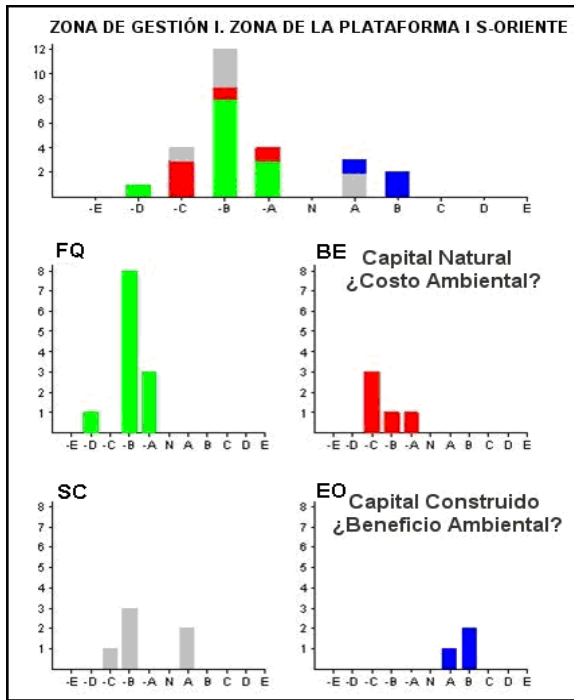 ZONA DE GESTIÓN I. ZONA DE LA PLATAFORMA I S-ORIENTE
12
10
8
6
4
2
-E -D -C -B -A N A B C D E
FQ
8
7
6
5
4
3
2
1
-E -D -C -B -A N A B C D E
BE
Capital Natural
¿Costo Ambiental?
8
7
6
5
4
3
2
1
-E -D -C -B -A N A B C D E
SC
8
7
6
5
4
3
2
1
-E -D -C -B -A N A B C D E
EO
Capital Construido
¿Beneficio Ambiental?
8
7
6
5
4
3
2
1
-E -D -C -B -A N A B C D E